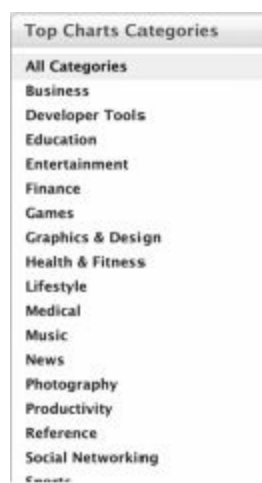 Top Charts Categories
All Categories
Business
Developer Tools
Education
Entertainment
Finance
Games
Graphics & Design
Health & Fitness
Lifestyle
Medical
Music
News
Photography
Productivity
Reference
Social Networking
Sports